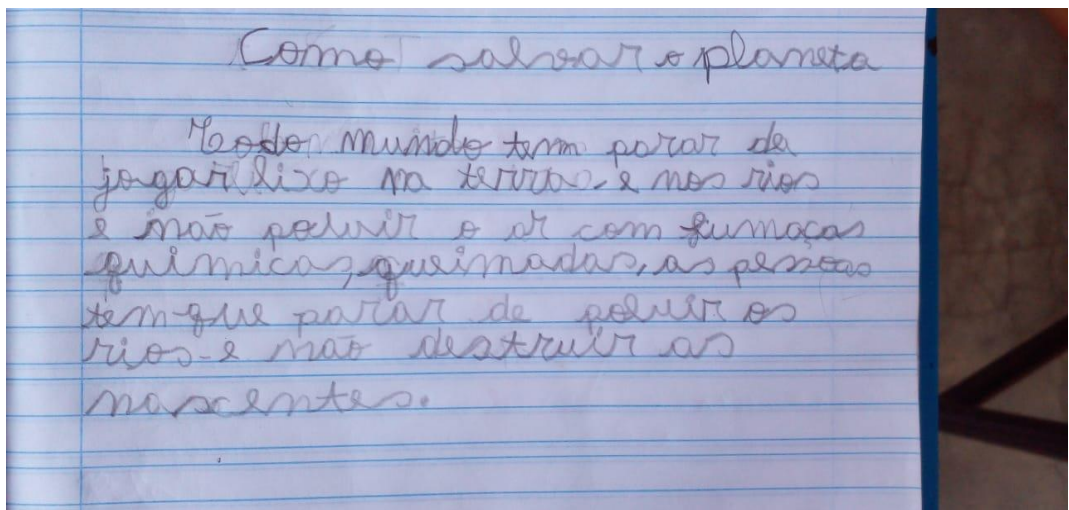 Como salvar o planeta
Todo mundo tem parar de
jogar lixo na terra, e nos rios
e não poluir o ar com fumaças
quimicas, queimadas, as pessoas
tem que parar de poluir os
rios e não destruir as
nascentes.